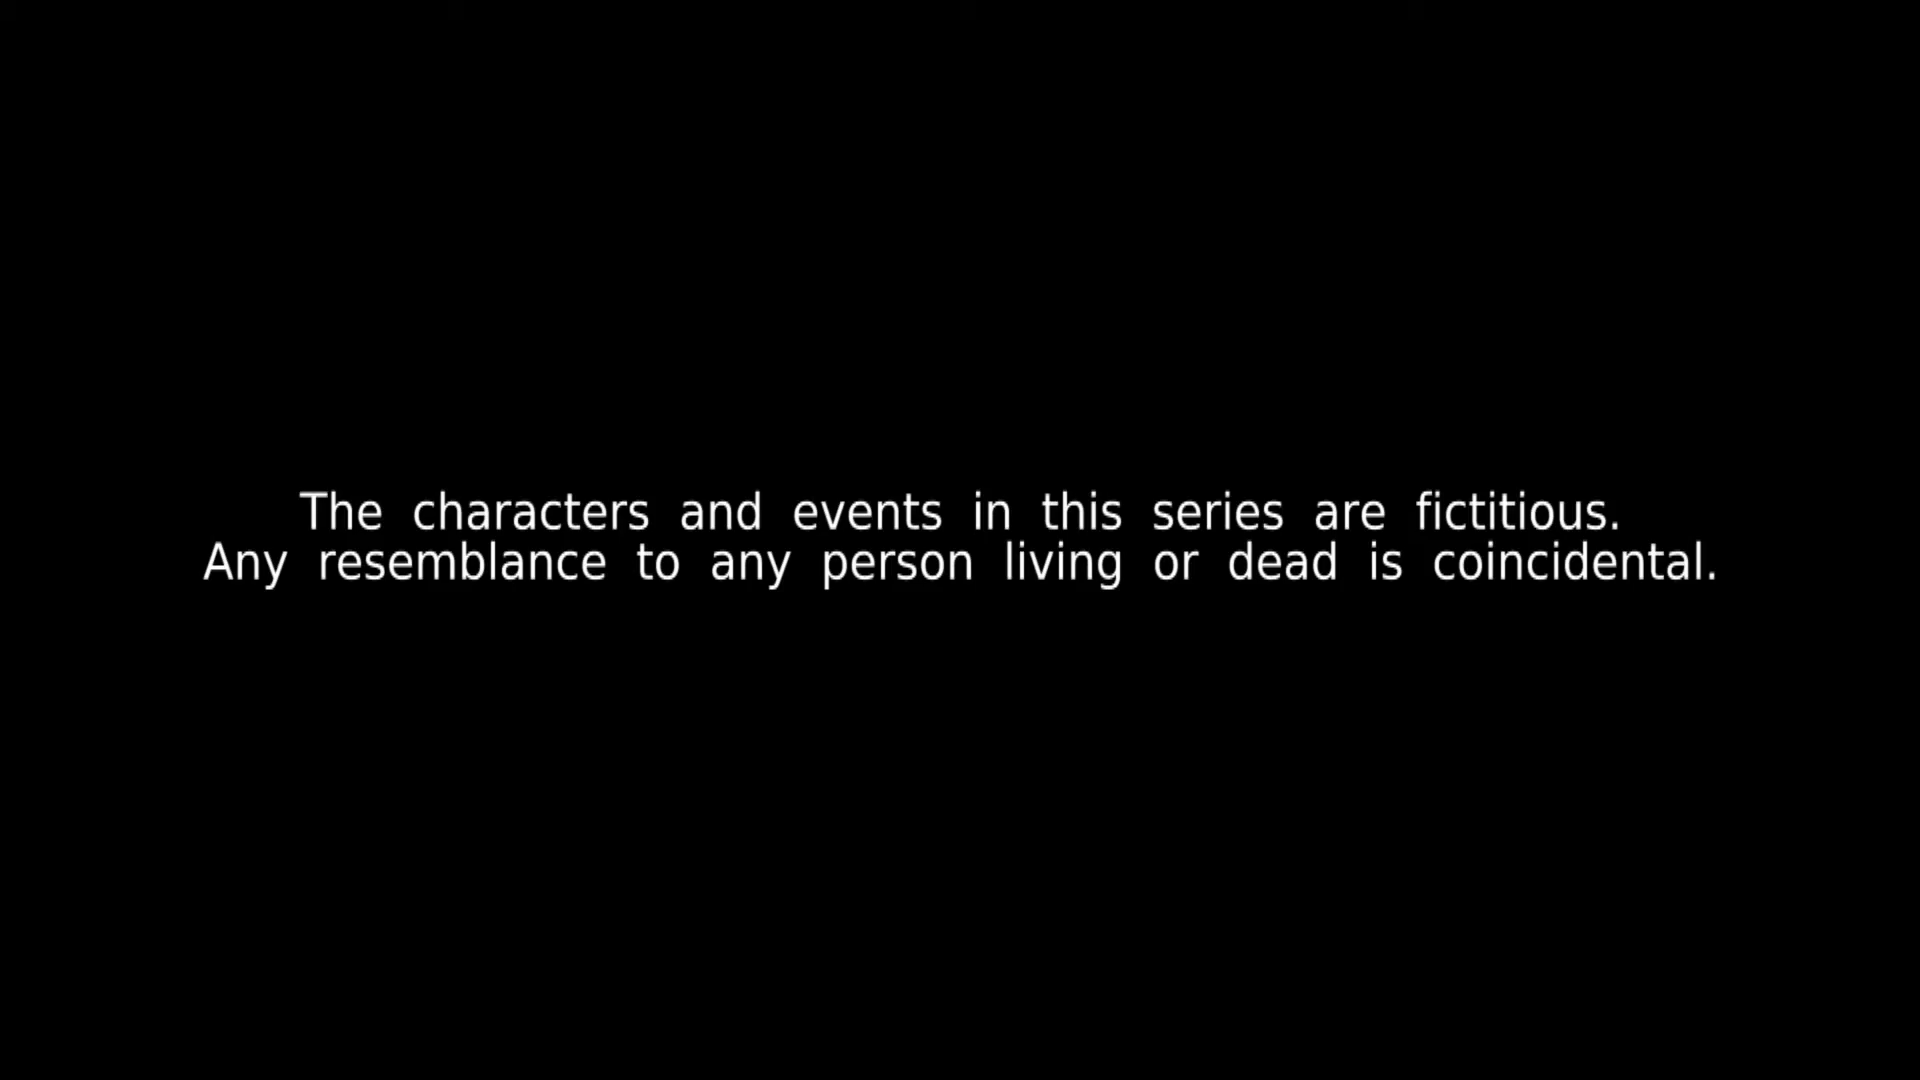 The characters and events in this series are fictitious.
Any resemblance to any person living or dead is coincidental.